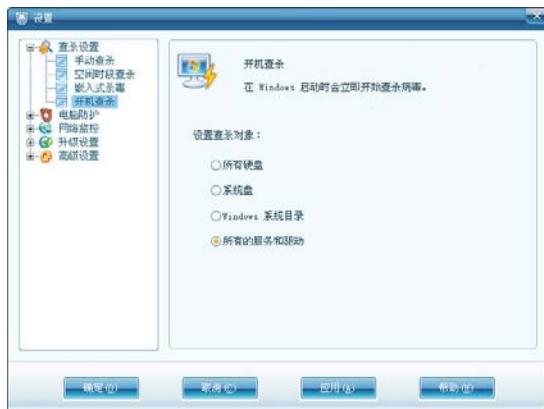 设置
查杀设置
手动查杀
空闲时段查杀
嵌入式杀毒
开机查杀
电脑防护
网络监控
升级设置
高级设置
开机查杀
在 Windows 启动时会立即开始查杀病毒。
设置查杀对象：
所有硬盘
系统盘
Windows 系统目录
所有的服务和驱动
确定(O)
取消(C)
应用(A)
帮助(H)